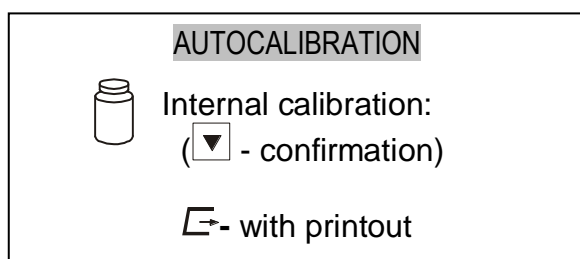 AUTOCALIBRATION
Internal calibration:
(▼ - confirmation)
- with printout